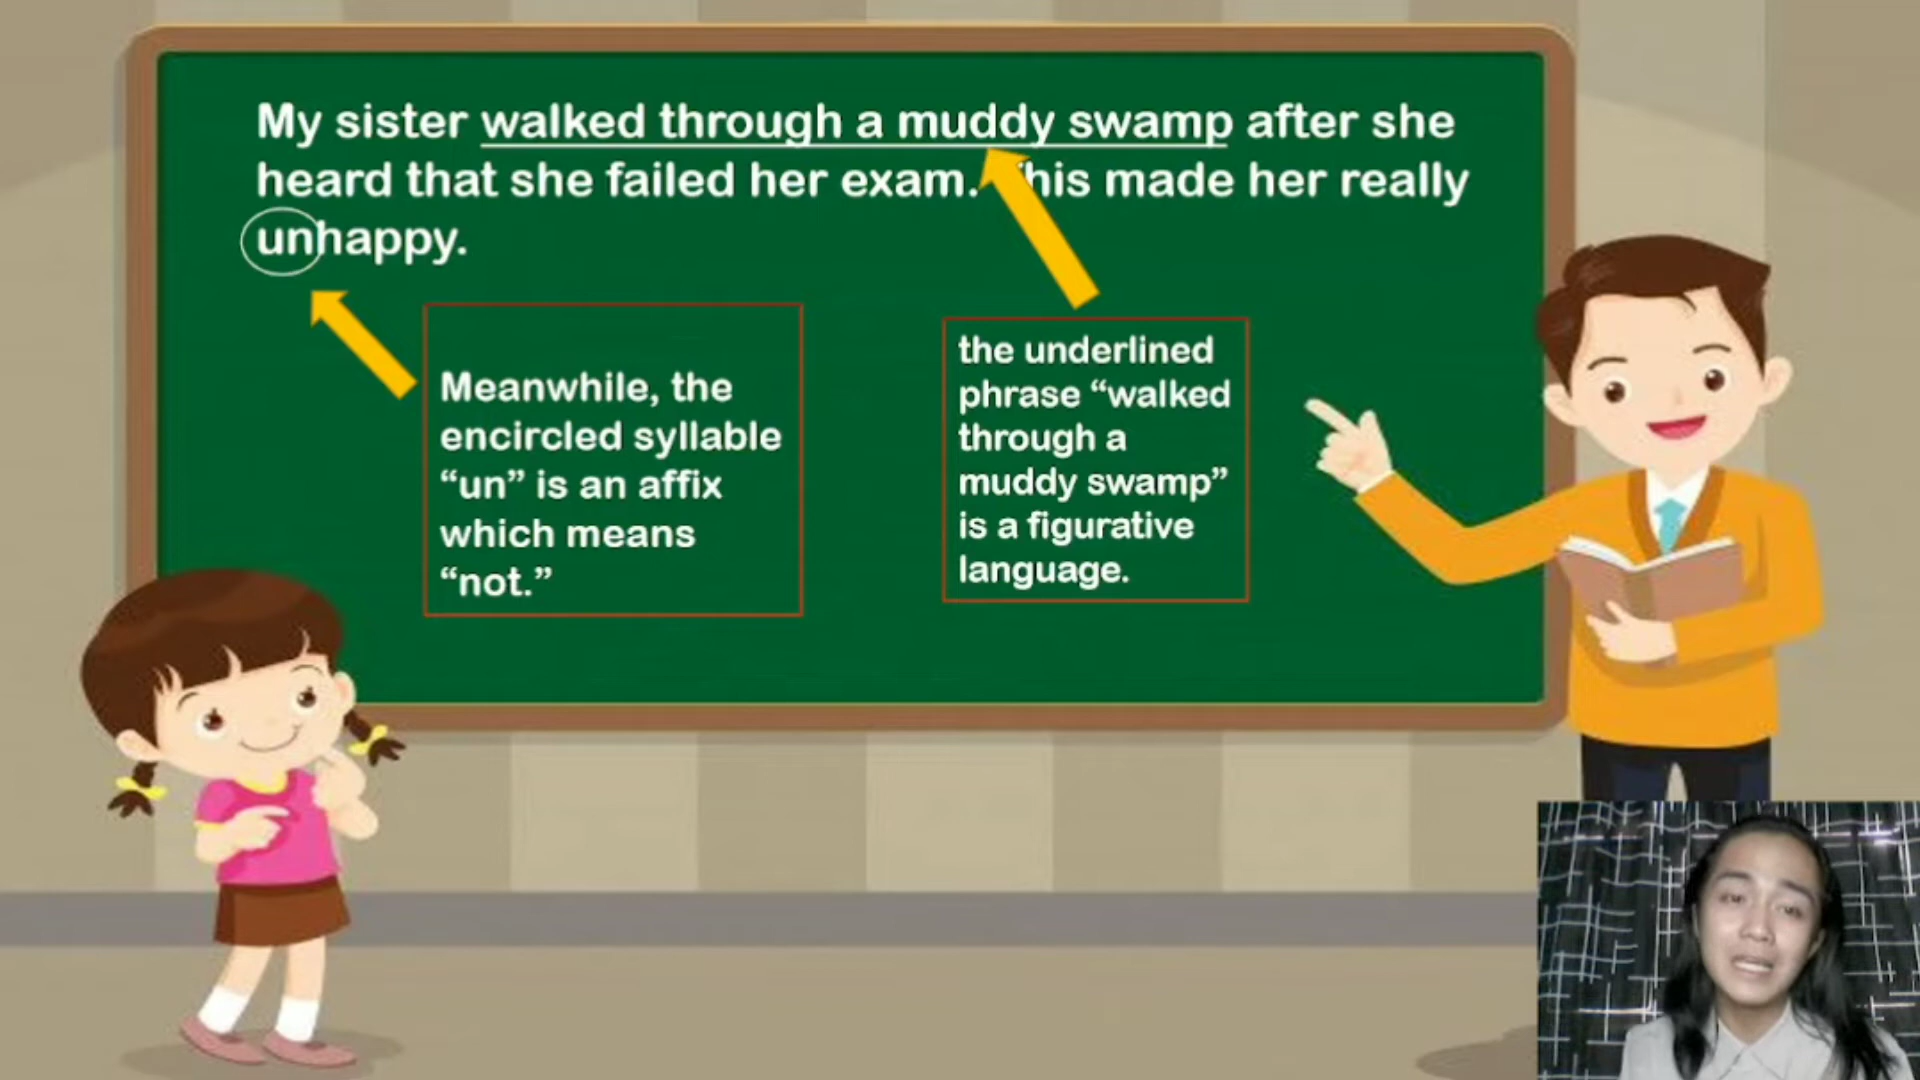 My sister walked through a muddy swamp after she
heard that she failed her exam. his made her really
unhappy.
Meanwhile, the
encircled syllable
“un” is an affix
which means
“not.”
the underlined
phrase “walked
through a
muddy swamp”
is a figurative
language.